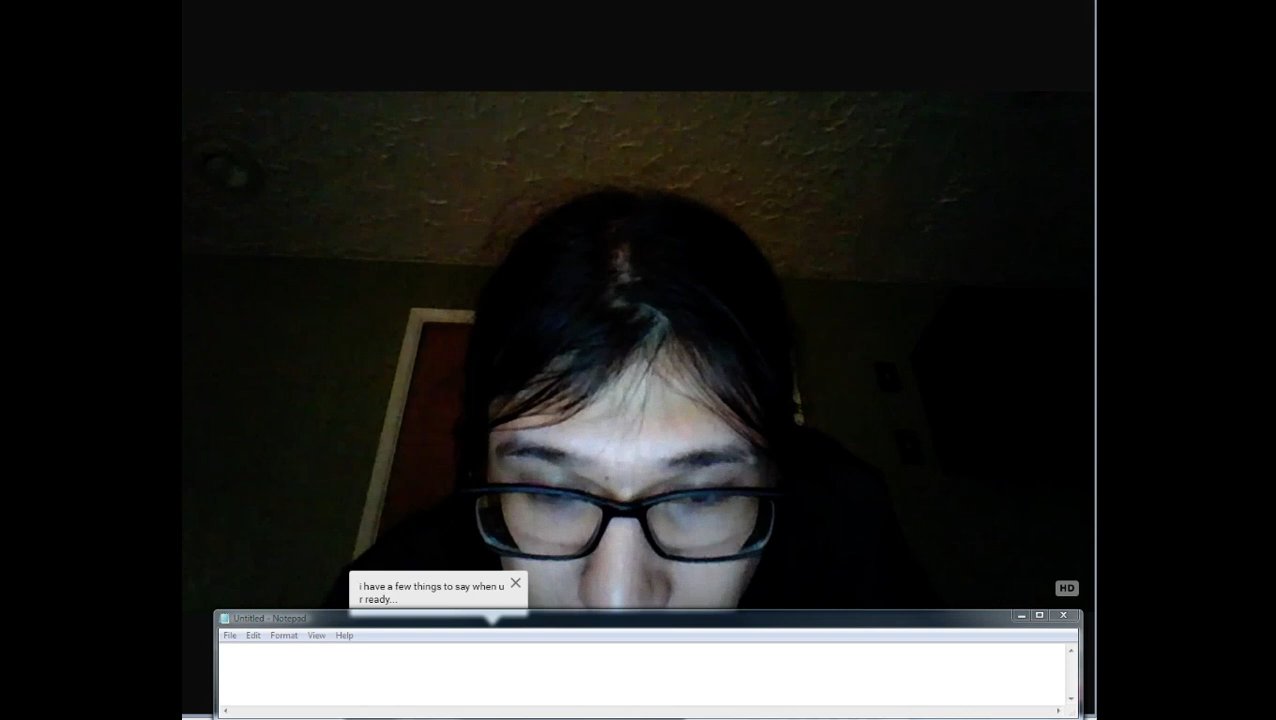 HD
i have a few things to say when u
r ready...
Untitled - Notepad
File Edit Format View Help